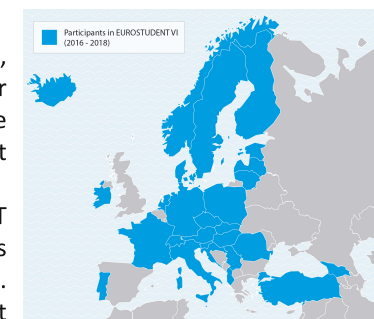 Participants in EUROSTUDENT VI
(2016 - 2018)
,
r
e
t
T
s
.
t